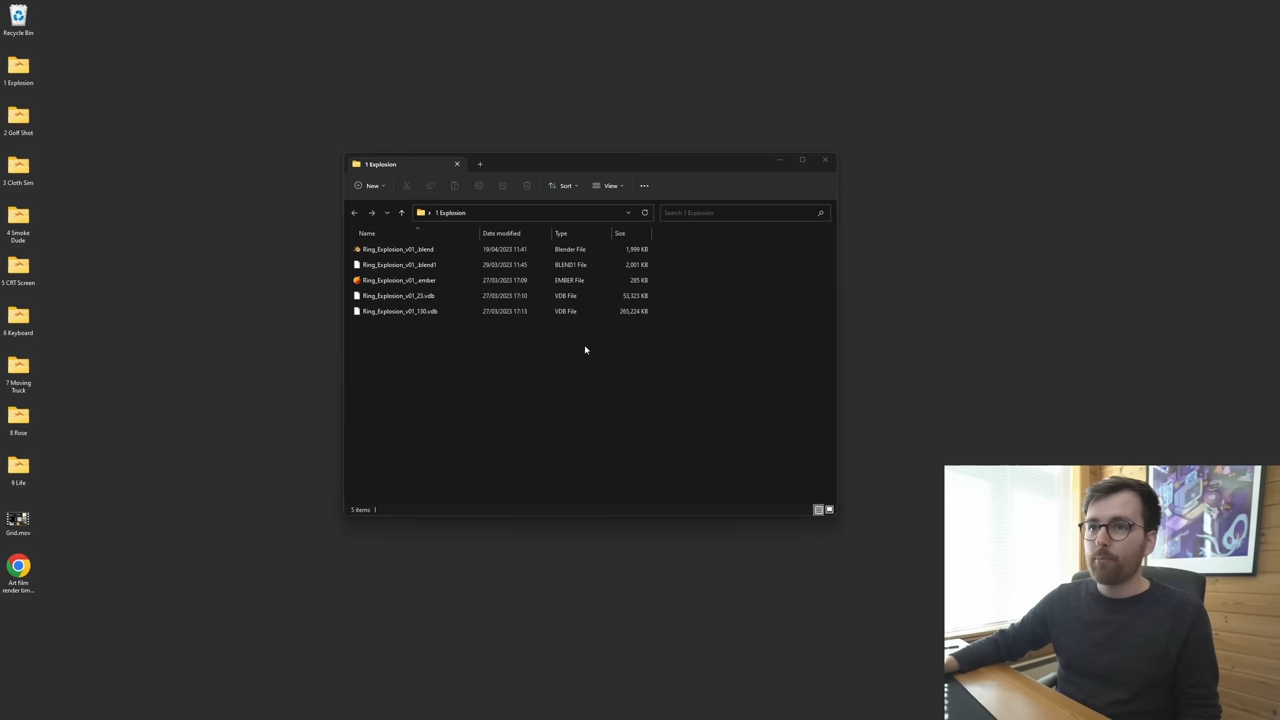 Recycle Bin
1 Explosion
2 Golf Shot
3 Cloth Sim
4 Smoke
Dude
5 CRT Screen
6 Keyboard
7 Moving
Truck
8 Rose
9 Life
Grid.mov
Art film
render tim...
1 Explosion
New
Sort
View
1 Explosion
Search 1 Explosion
Name Date modified Type Size
Ring_Explosion_v01_.blend 19/04/2023 11:41 Blender File 1,999 KB
Ring_Explosion_v01_.blend1 29/03/2023 11:45 BLEND1 File 2,001 KB
Ring_Explosion_v01_.ember 27/03/2023 17:09 EMBER File 285 KB
Ring_Explosion_v01_23.vdb 27/03/2023 17:10 VDB File 53,323 KB
Ring_Explosion_v01_130.vdb 27/03/2023 17:13 VDB File 265,224 KB
5 items